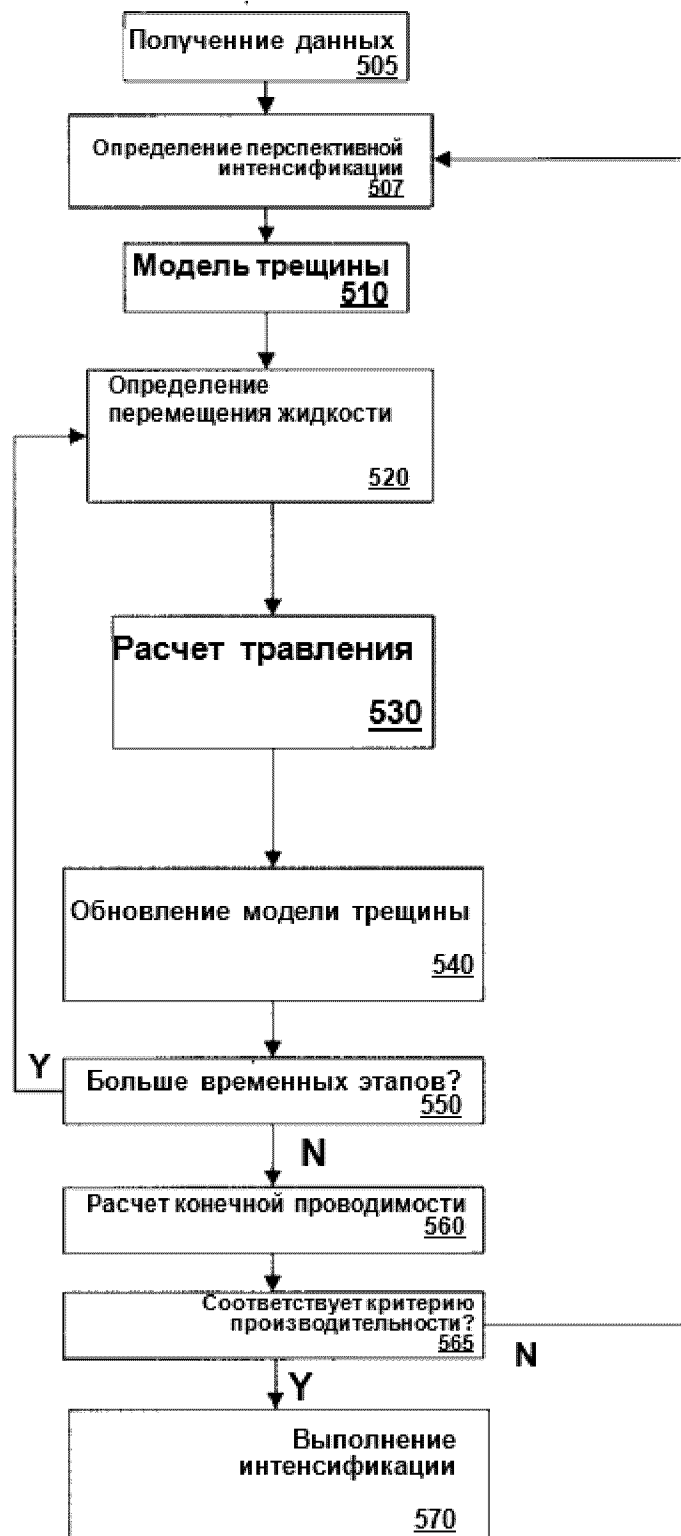 Полученние данных
505
Определение перспективной
интенсификации
507
Модель трещины
510
Определение
перемещения жидкости
520
Расчет травления
530
Обновление модели трещины
540
Y
Больше временных этапов?
550
N
Расчет конечной проводимости
560
Соответствует критерию
производительности?
565
N
Y
Выполнение
интенсификации
570